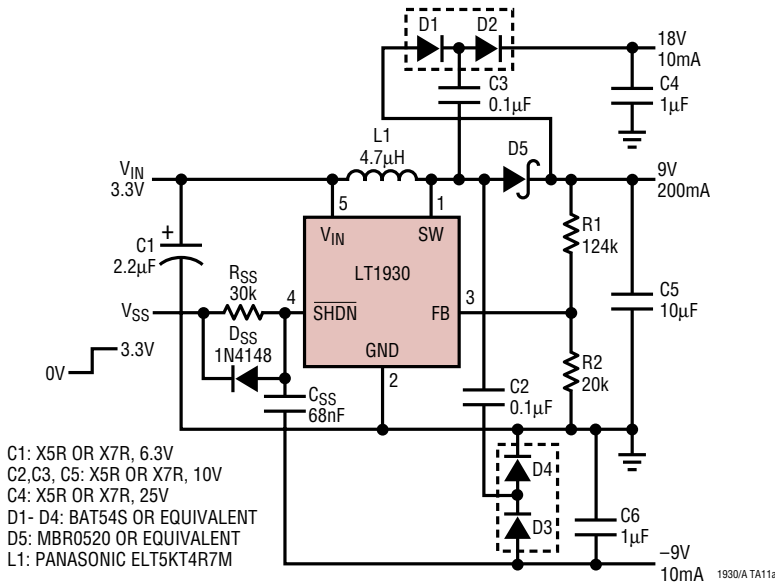 D1
D2
18V
10mA
C3
0.1µF
C4
1µF
L1
4.7µH
D5
VIN
3.3V
9V
200mA
5
1
VIN
SW
R1
124k
C1
+
2.2µF
LT1930
RSS
30k
VSS
4
SHDN
FB
3
C5
10µF
DSS
1N4148
0V
3.3V
GND
2
R2
20k
CSS
68nF
C2
0.1µF
C1: X5R OR X7R, 6.3V
C2,C3, C5: X5R OR X7R, 10V
C4: X5R OR X7R, 25V
D1- D4: BAT54S OR EQUIVALENT
D5: MBR0520 OR EQUIVALENT
L1: PANASONIC ELT5KT4R7M
D4
D3
C6
1µF
–9V
10mA
1930/A TA11a